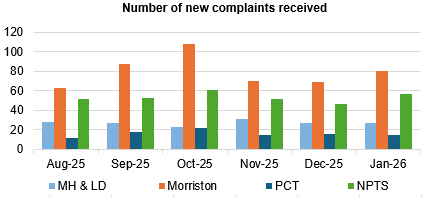 Number of new complaints received
120
100
80
60
40
20
0
Aug-25 Sep-25 Oct-25 Nov-25 Dec-25 Jan-26
MH & LD Morriston PCT NPTS